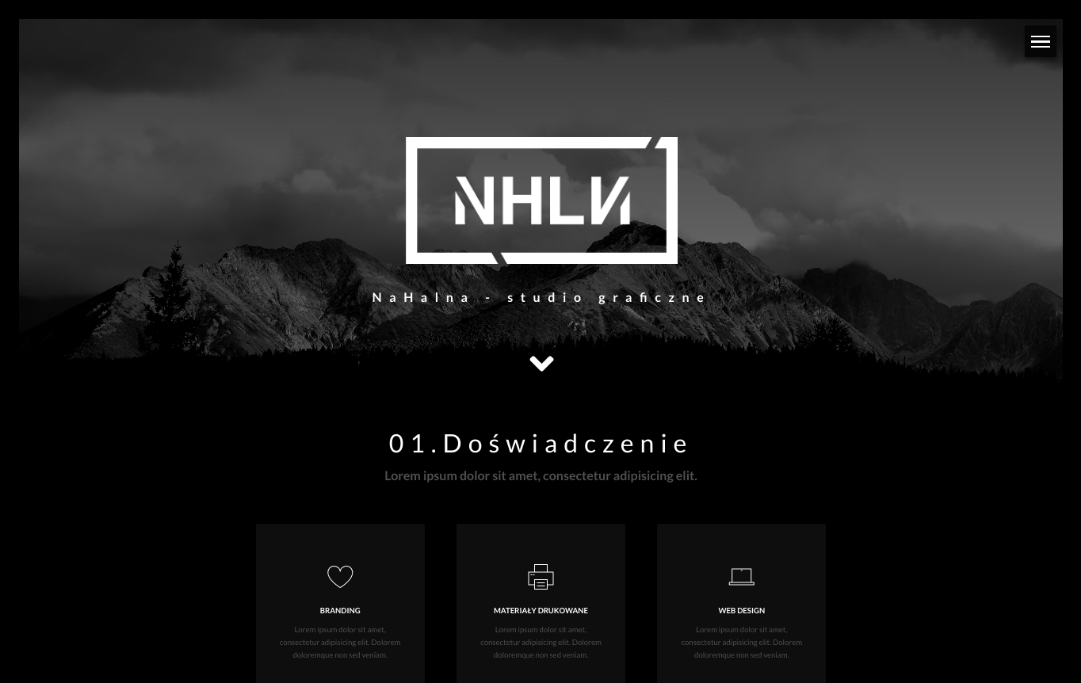 NHLN
NaHalna - studio graficzne
01.Doświadczenie
Lorem ipsum dolor sit amet, consectetur adipisicing elit.
BRANDING
Lorem ipsum dolor sit amet,
consectetur adipisicing elit. Dolorem
doloremque non sed veniam.
MATERIAŁY DRUKOWANE
Lorem ipsum dolor sit amet,
consectetur adipisicing elit. Dolorem
doloremque non sed veniam.
WEB DESIGN
Lorem ipsum dolor sit amet,
consectetur adipisicing elit. Dolorem
doloremque non sed veniam.